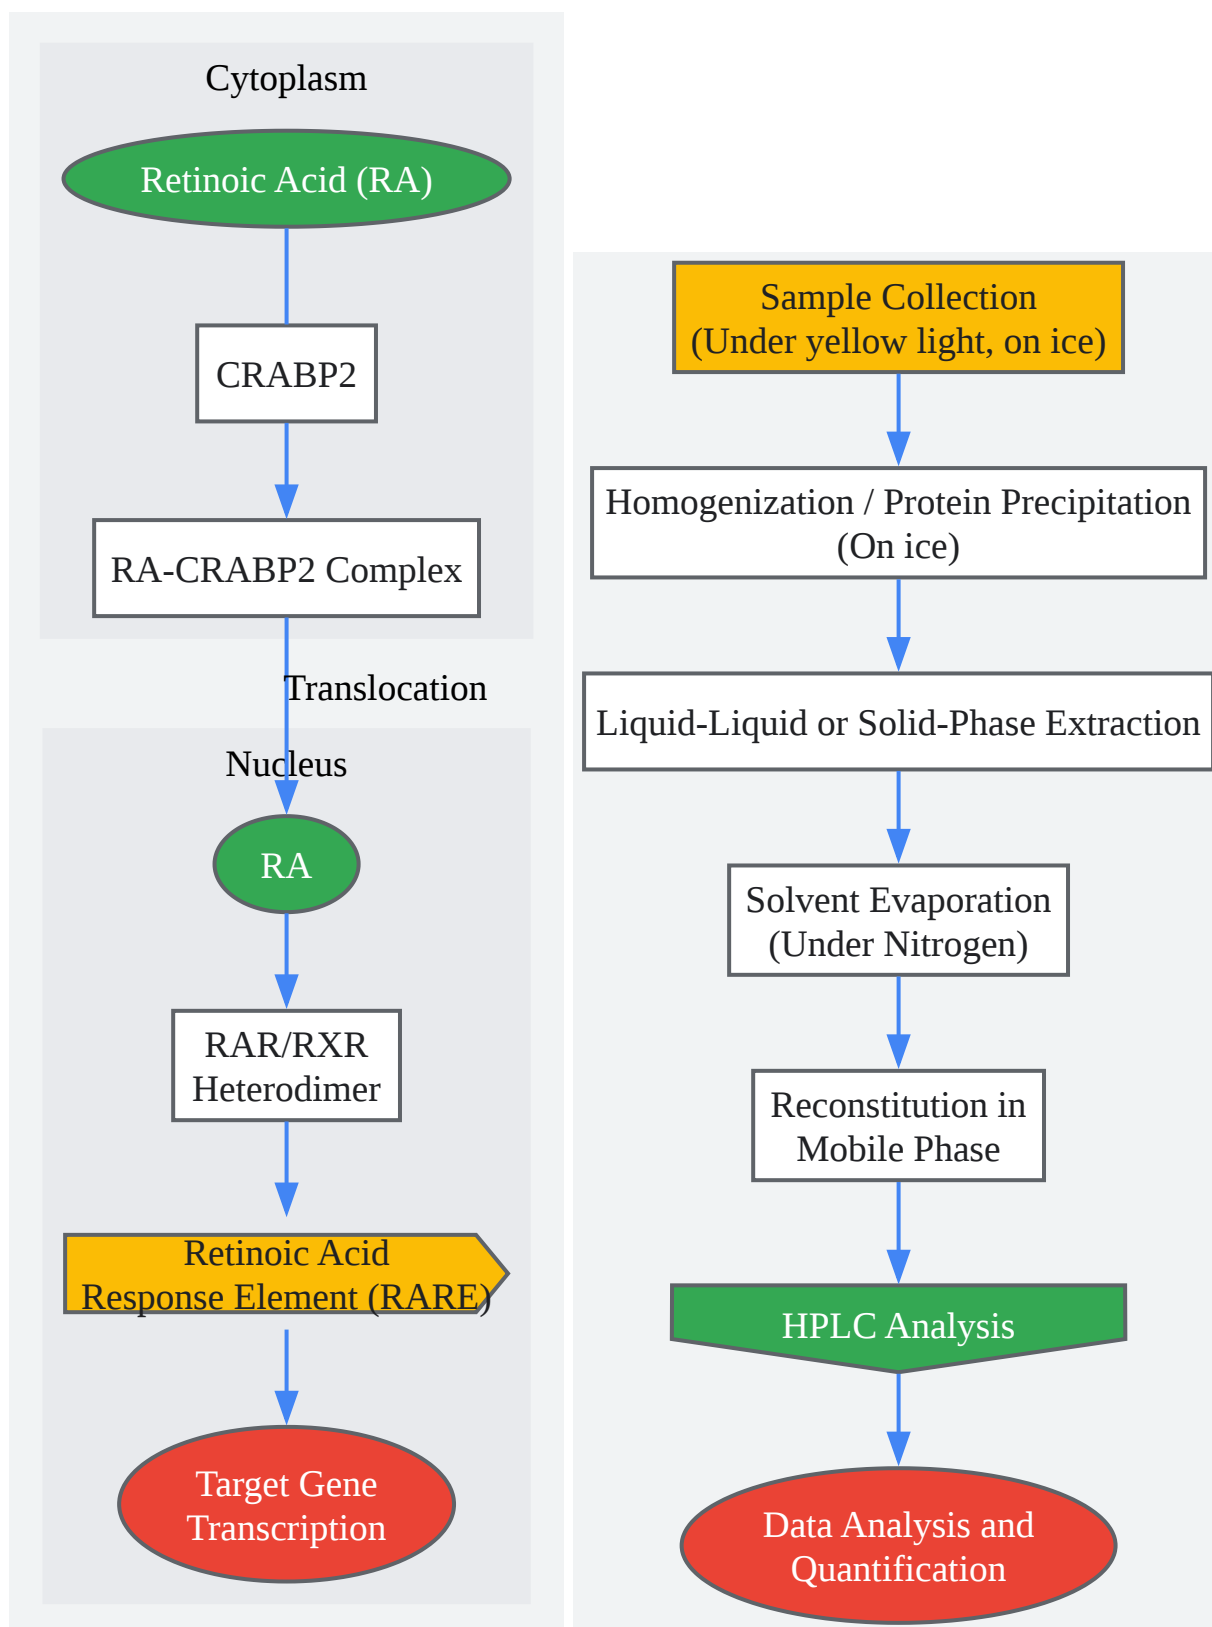 Cytoplasm
Retinoic Acid (RA)
CRABP2
RA-CRABP2 Complex
Translocation
Nucleus
RA
RAR/RXR
Heterodimer
Retinoic Acid
Response Element (RARE)
Target Gene
Transcription
Sample Collection
(Under yellow light, on ice)
Homogenization / Protein Precipitation
(On ice)
Liquid-Liquid or Solid-Phase Extraction
Solvent Evaporation
(Under Nitrogen)
Reconstitution in
Mobile Phase
HPLC Analysis
Data Analysis and
Quantification